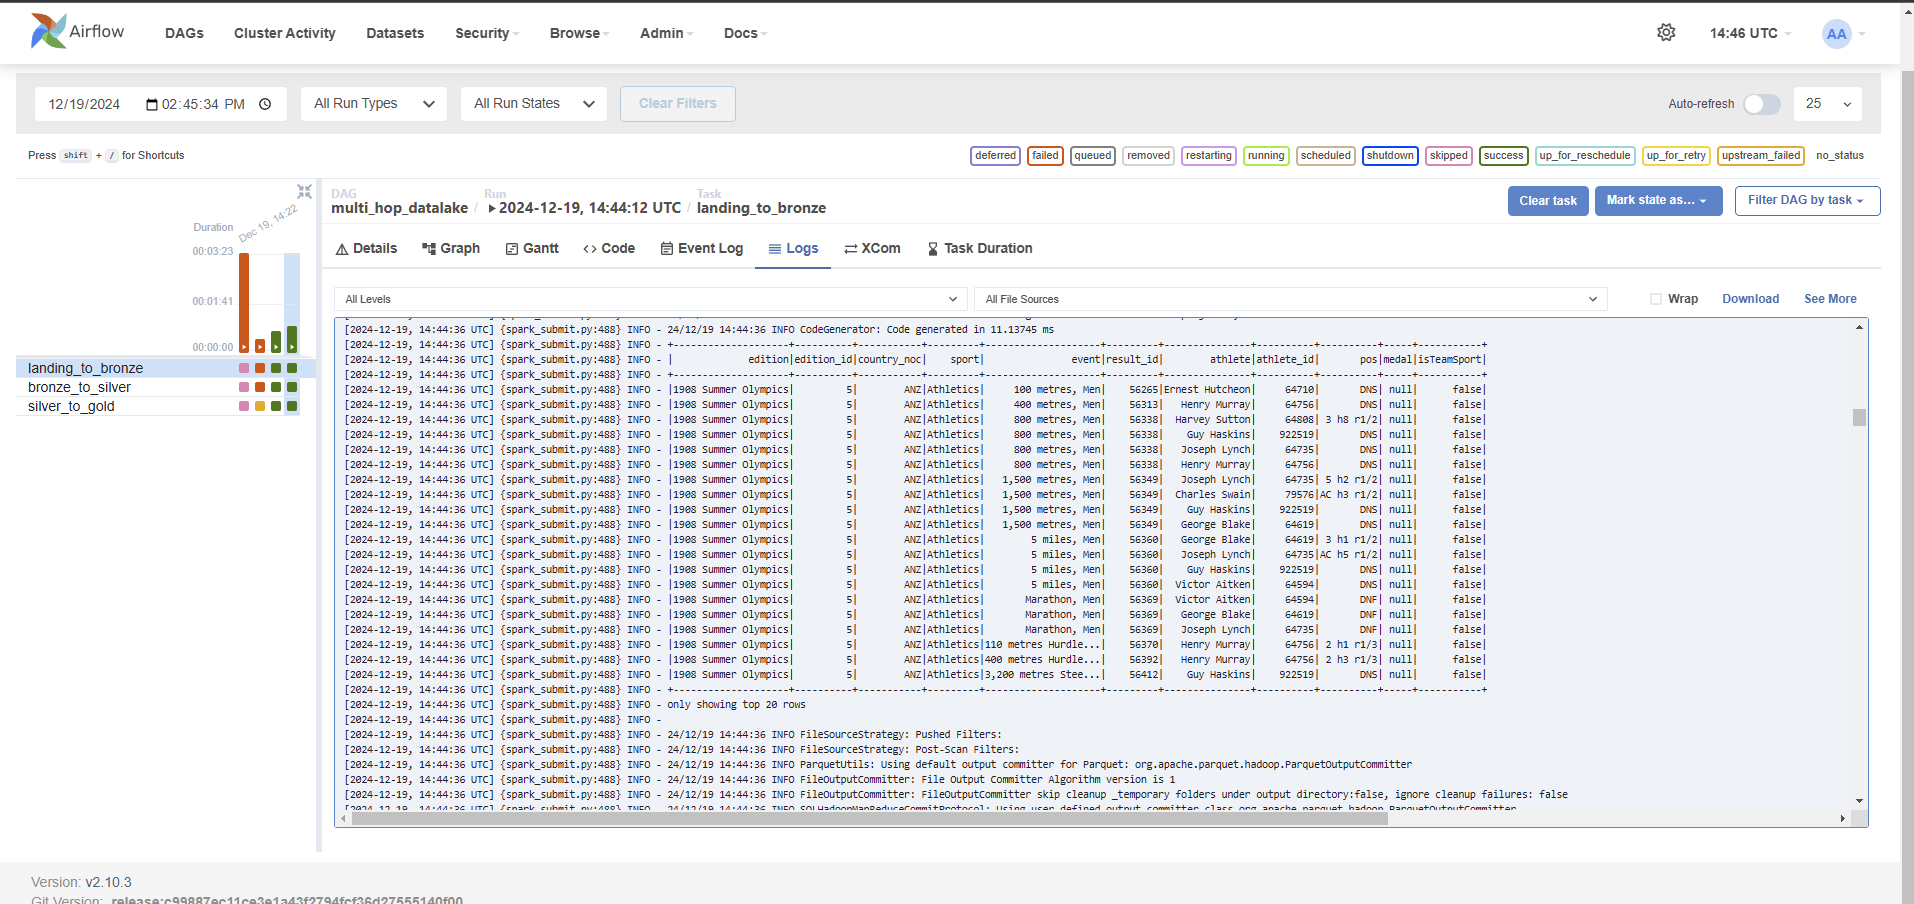 Airflow DAGs Cluster Activity Datasets Security Browse Admin Docs 14:46 UTC AA
12/19/2024 02:45:34 PM All Run Types All Run States Clear Filters Auto-refresh 25
Press shift + / for Shortcuts deferred failed queued removed restarting running scheduled shutdown skipped success up_for_reschedule up_for_retry upstream_failed no_status
DAG Run Task
multi_hop_datalake / 2024-12-19, 14:44:12 UTC / landing_to_bronze Clear task Mark state as... Filter DAG by task
Dec 19, 14:22
Duration
00:03:23
00:01:41
00:00:00
landing_to_bronze
bronze_to_silver
silver_to_gold
Details Graph Gantt Code Event Log Logs XCom Task Duration
All Levels All File Sources Wrap Download See More
[2024-12-19, 14:44:36 UTC] {spark_submit.py:488} INFO - 24/12/19 14:44:36 INFO CodeGenerator: Code generated in 11.13745 ms
[2024-12-19, 14:44:36 UTC] {spark_submit.py:488} INFO - +--------------------+----------+-----------+---------+--------------------+---------+--------------+----------+----------+-----+-----------+
[2024-12-19, 14:44:36 UTC] {spark_submit.py:488} INFO - | edition|edition_id|country_noc| sport| event|result_id| athlete|athlete_id| pos|medal|isTeamSport|
[2024-12-19, 14:44:36 UTC] {spark_submit.py:488} INFO - +--------------------+----------+-----------+---------+--------------------+---------+--------------+----------+----------+-----+-----------+
[2024-12-19, 14:44:36 UTC] {spark_submit.py:488} INFO - |1908 Summer Olympics| 5| ANZ|Athletics| 100 metres, Men| 56265|Ernest Hutcheon| 64710| DNS| null| false|
[2024-12-19, 14:44:36 UTC] {spark_submit.py:488} INFO - |1908 Summer Olympics| 5| ANZ|Athletics| 400 metres, Men| 56313| Henry Murray| 64756| DNS| null| false|
[2024-12-19, 14:44:36 UTC] {spark_submit.py:488} INFO - |1908 Summer Olympics| 5| ANZ|Athletics| 800 metres, Men| 56338| Harvey Sutton| 64808| 3 h8 r1/2| null| false|
[2024-12-19, 14:44:36 UTC] {spark_submit.py:488} INFO - |1908 Summer Olympics| 5| ANZ|Athletics| 800 metres, Men| 56338| Guy Haskins| 922519| DNS| null| false|
[2024-12-19, 14:44:36 UTC] {spark_submit.py:488} INFO - |1908 Summer Olympics| 5| ANZ|Athletics| 800 metres, Men| 56338| Joseph Lynch| 64735| DNS| null| false|
[2024-12-19, 14:44:36 UTC] {spark_submit.py:488} INFO - |1908 Summer Olympics| 5| ANZ|Athletics| 800 metres, Men| 56338| Henry Murray| 64756| DNS| null| false|
[2024-12-19, 14:44:36 UTC] {spark_submit.py:488} INFO - |1908 Summer Olympics| 5| ANZ|Athletics| 1,500 metres, Men| 56349| Joseph Lynch| 64735| 5 h2 r1/2| null| false|
[2024-12-19, 14:44:36 UTC] {spark_submit.py:488} INFO - |1908 Summer Olympics| 5| ANZ|Athletics| 1,500 metres, Men| 56349| Charles Swain| 79576|AC h3 r1/2| null| false|
[2024-12-19, 14:44:36 UTC] {spark_submit.py:488} INFO - |1908 Summer Olympics| 5| ANZ|Athletics| 1,500 metres, Men| 56349| Guy Haskins| 922519| DNS| null| false|
[2024-12-19, 14:44:36 UTC] {spark_submit.py:488} INFO - |1908 Summer Olympics| 5| ANZ|Athletics| 1,500 metres, Men| 56349| George Blake| 64619| DNS| null| false|
[2024-12-19, 14:44:36 UTC] {spark_submit.py:488} INFO - |1908 Summer Olympics| 5| ANZ|Athletics| 5 miles, Men| 56360| George Blake| 64619| 3 h1 r1/2| null| false|
[2024-12-19, 14:44:36 UTC] {spark_submit.py:488} INFO - |1908 Summer Olympics| 5| ANZ|Athletics| 5 miles, Men| 56360| Joseph Lynch| 64735|AC h5 r1/2| null| false|
[2024-12-19, 14:44:36 UTC] {spark_submit.py:488} INFO - |1908 Summer Olympics| 5| ANZ|Athletics| 5 miles, Men| 56360| Guy Haskins| 922519| DNS| null| false|
[2024-12-19, 14:44:36 UTC] {spark_submit.py:488} INFO - |1908 Summer Olympics| 5| ANZ|Athletics| 5 miles, Men| 56360| Victor Aitken| 64594| DNS| null| false|
[2024-12-19, 14:44:36 UTC] {spark_submit.py:488} INFO - |1908 Summer Olympics| 5| ANZ|Athletics| Marathon, Men| 56369| Victor Aitken| 64594| DNF| null| false|
[2024-12-19, 14:44:36 UTC] {spark_submit.py:488} INFO - |1908 Summer Olympics| 5| ANZ|Athletics| Marathon, Men| 56369| George Blake| 64619| DNF| null| false|
[2024-12-19, 14:44:36 UTC] {spark_submit.py:488} INFO - |1908 Summer Olympics| 5| ANZ|Athletics| Marathon, Men| 56369| Joseph Lynch| 64735| DNF| null| false|
[2024-12-19, 14:44:36 UTC] {spark_submit.py:488} INFO - |1908 Summer Olympics| 5| ANZ|Athletics|110 metres Hurdle...| 56370| Henry Murray| 64756| 2 h1 r1/3| null| false|
[2024-12-19, 14:44:36 UTC] {spark_submit.py:488} INFO - |1908 Summer Olympics| 5| ANZ|Athletics|400 metres Hurdle...| 56392| Henry Murray| 64756| 2 h3 r1/3| null| false|
[2024-12-19, 14:44:36 UTC] {spark_submit.py:488} INFO - |1908 Summer Olympics| 5| ANZ|Athletics|3,200 metres Stee...| 56412| Guy Haskins| 922519| DNS| null| false|
[2024-12-19, 14:44:36 UTC] {spark_submit.py:488} INFO - +--------------------+----------+-----------+---------+--------------------+---------+--------------+----------+----------+-----+-----------+
[2024-12-19, 14:44:36 UTC] {spark_submit.py:488} INFO - only showing top 20 rows
[2024-12-19, 14:44:36 UTC] {spark_submit.py:488} INFO -
[2024-12-19, 14:44:36 UTC] {spark_submit.py:488} INFO - 24/12/19 14:44:36 INFO FileSourceStrategy: Pushed Filters:
[2024-12-19, 14:44:36 UTC] {spark_submit.py:488} INFO - 24/12/19 14:44:36 INFO FileSourceStrategy: Post-Scan Filters:
[2024-12-19, 14:44:36 UTC] {spark_submit.py:488} INFO - 24/12/19 14:44:36 INFO ParquetUtils: Using default output committer for Parquet: org.apache.parquet.hadoop.ParquetOutputCommitter
[2024-12-19, 14:44:36 UTC] {spark_submit.py:488} INFO - 24/12/19 14:44:36 INFO FileOutputCommitter: File Output Committer Algorithm version is 1
[2024-12-19, 14:44:36 UTC] {spark_submit.py:488} INFO - 24/12/19 14:44:36 INFO FileOutputCommitter: FileOutputCommitter skip cleanup _temporary folders under output directory:false, ignore cleanup failures: false
[2024-12-19, 14:44:36 UTC] {spark_submit.py:488} INFO - 24/12/19 14:44:36 INFO SQLHadoopMapReduceCommitProtocol: Using user defined output committer class org.apache.parquet.hadoop.ParquetOutputCommitter
Version: v2.10.3
Git Version: .release:c99887ec11ce3e1a43f2794fcf36d27555140f00